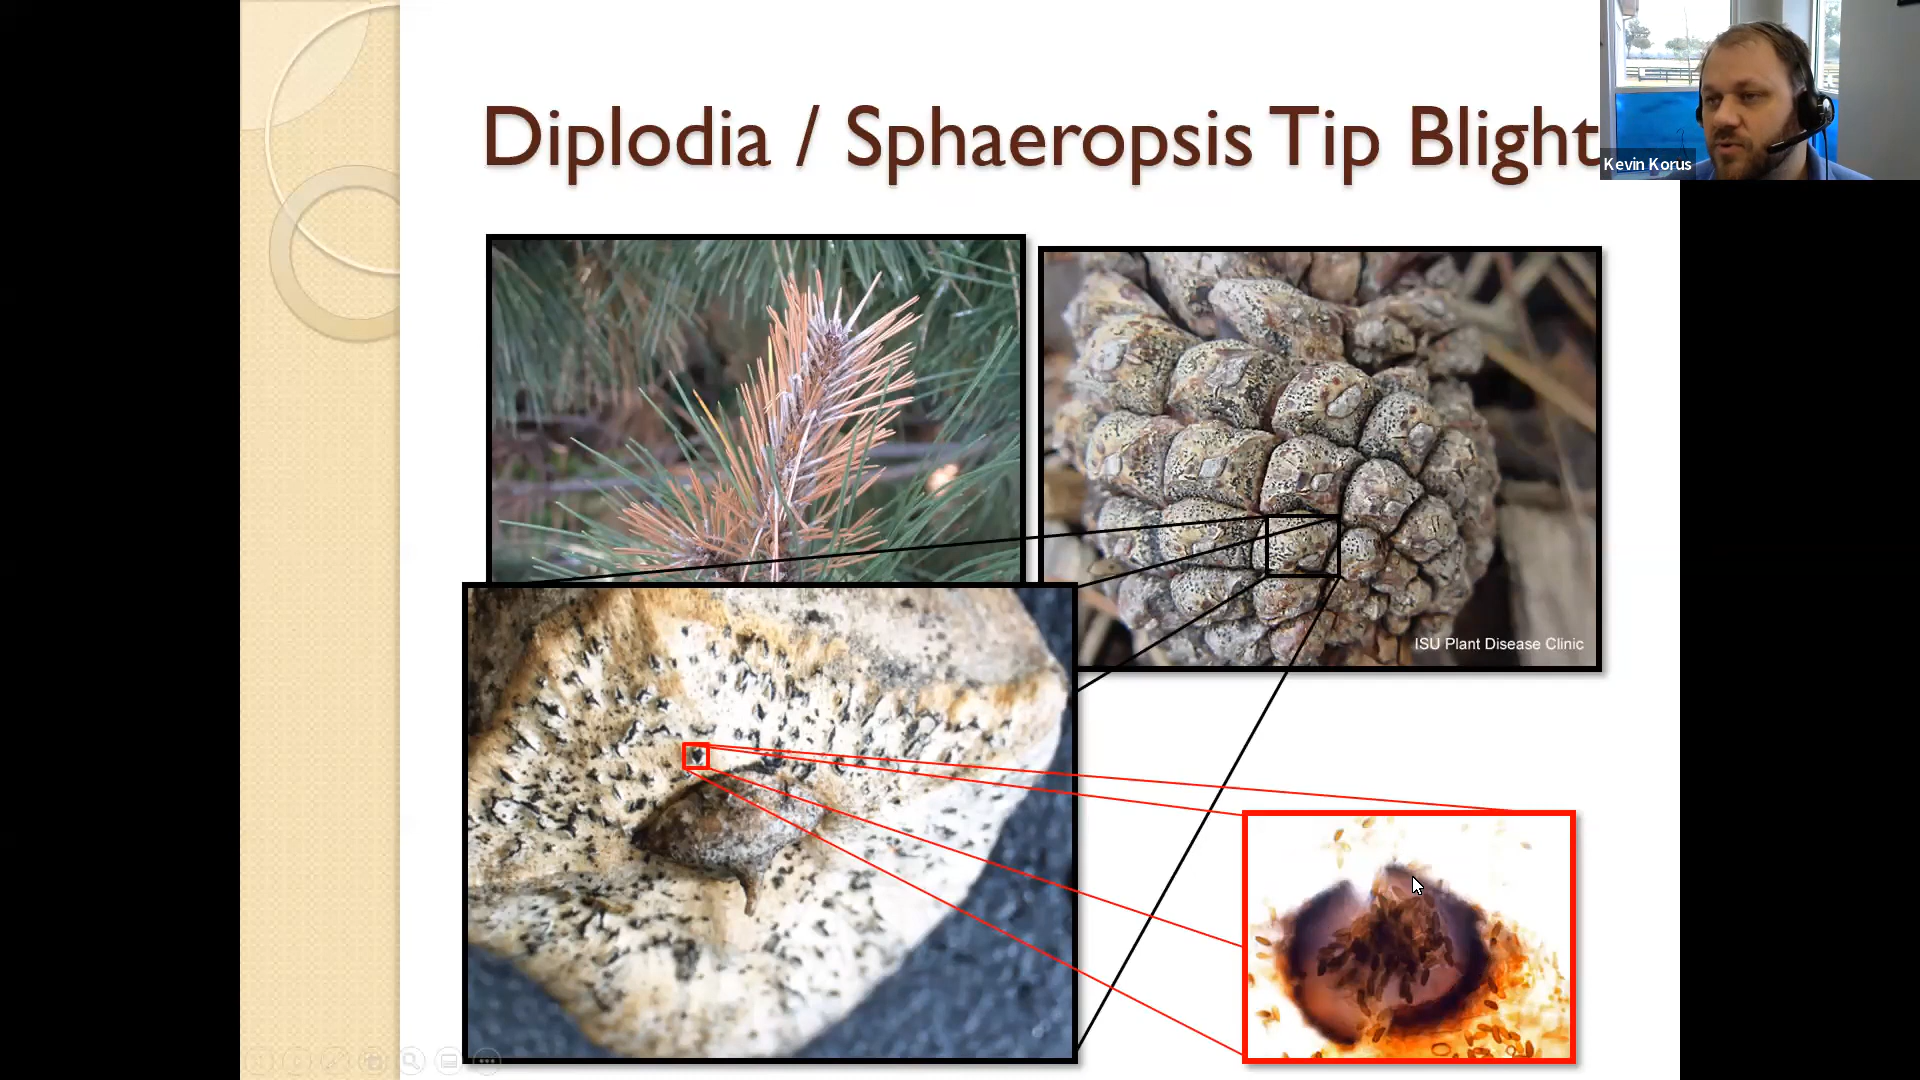 Diplodia / Sphaeropsis Tip Blight
Kevin Korus
ISU Plant Disease Clinic